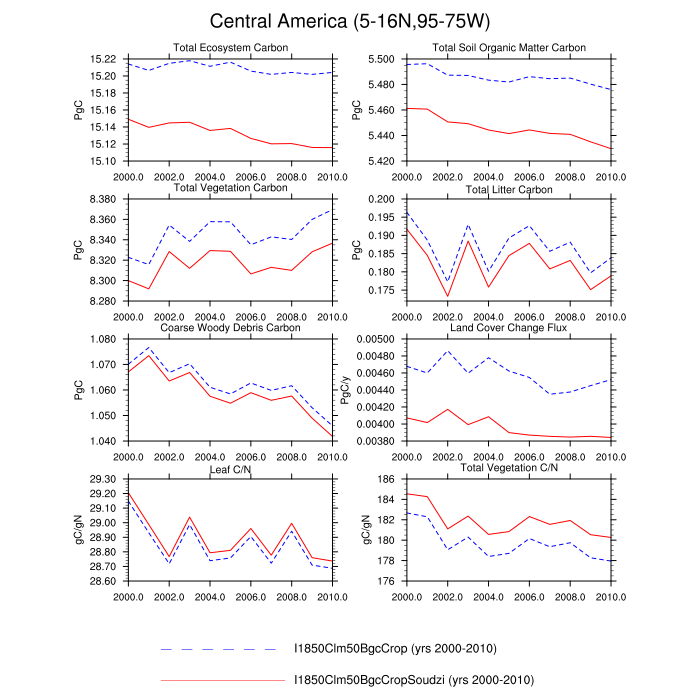 Central America (5-16N,95-75W)
Total Ecosystem Carbon
PgC
15.22
15.20
15.18
15.16
15.14
15.12
15.10
2000.0 2002.0 2004.0 2006.0 2008.0 2010.0
Total Soil Organic Matter Carbon
PgC
5.500
5.480
5.460
5.440
5.420
2000.0 2002.0 2004.0 2006.0 2008.0 2010.0
Total Vegetation Carbon
PgC
8.380
8.360
8.340
8.320
8.300
8.280
2000.0 2002.0 2004.0 2006.0 2008.0 2010.0
Total Litter Carbon
PgC
0.200
0.195
0.190
0.185
0.180
0.175
2000.0 2002.0 2004.0 2006.0 2008.0 2010.0
Coarse Woody Debris Carbon
PgC
1.080
1.070
1.060
1.050
1.040
2000.0 2002.0 2004.0 2006.0 2008.0 2010.0
Land Cover Change Flux
PgC/y
0.00500
0.00480
0.00460
0.00440
0.00420
0.00400
0.00380
2000.0 2002.0 2004.0 2006.0 2008.0 2010.0
Leaf C/N
gC/gN
29.30
29.20
29.10
29.00
28.90
28.80
28.70
28.60
2000.0 2002.0 2004.0 2006.0 2008.0 2010.0
Total Vegetation C/N
gC/gN
186
184
182
180
178
176
2000.0 2002.0 2004.0 2006.0 2008.0 2010.0
I1850Clm50BgcCrop (yrs 2000-2010)
I1850Clm50BgcCropSoudzi (yrs 2000-2010)